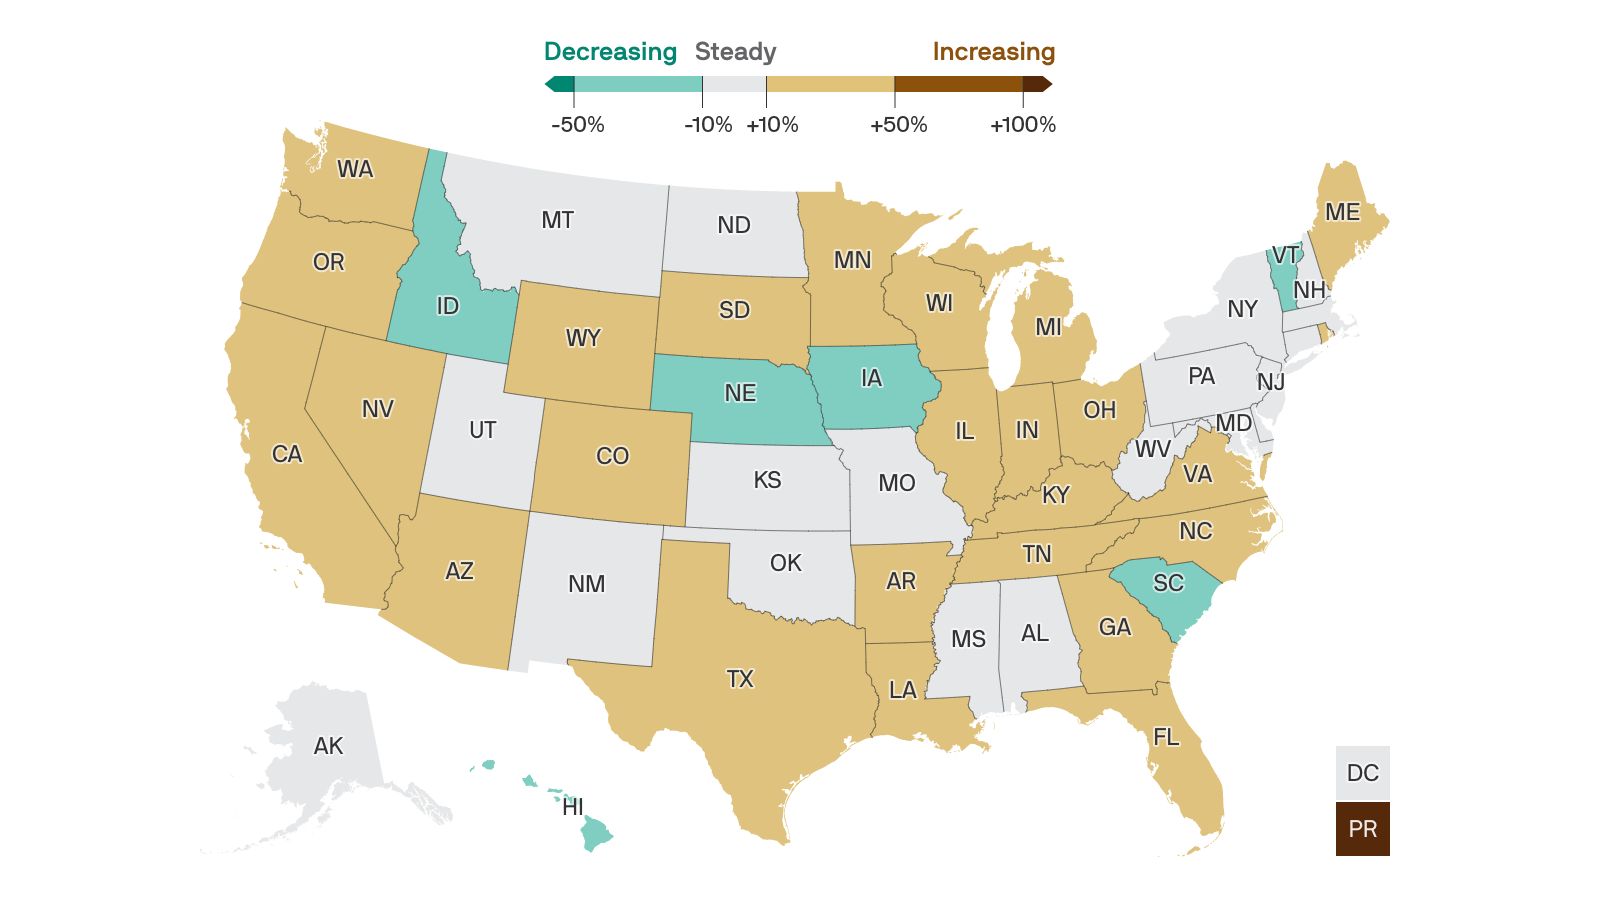 Decreasing Steady Increasing
-50% -10% +10% +50% +100%
WA
ME
MT
ND
VT
OR
MN
NH
ID
SD
WI
NY
WY
MI
NE
IA
PA
NJ
NV
OH
UT
IL
IN
MD
CA
CO
WV
KS
MO
VA
KY
NC
AZ
OK
TN
NM
AR
SC
MS
AL
GA
TX
LA
FL
AK
DC
HI
PR